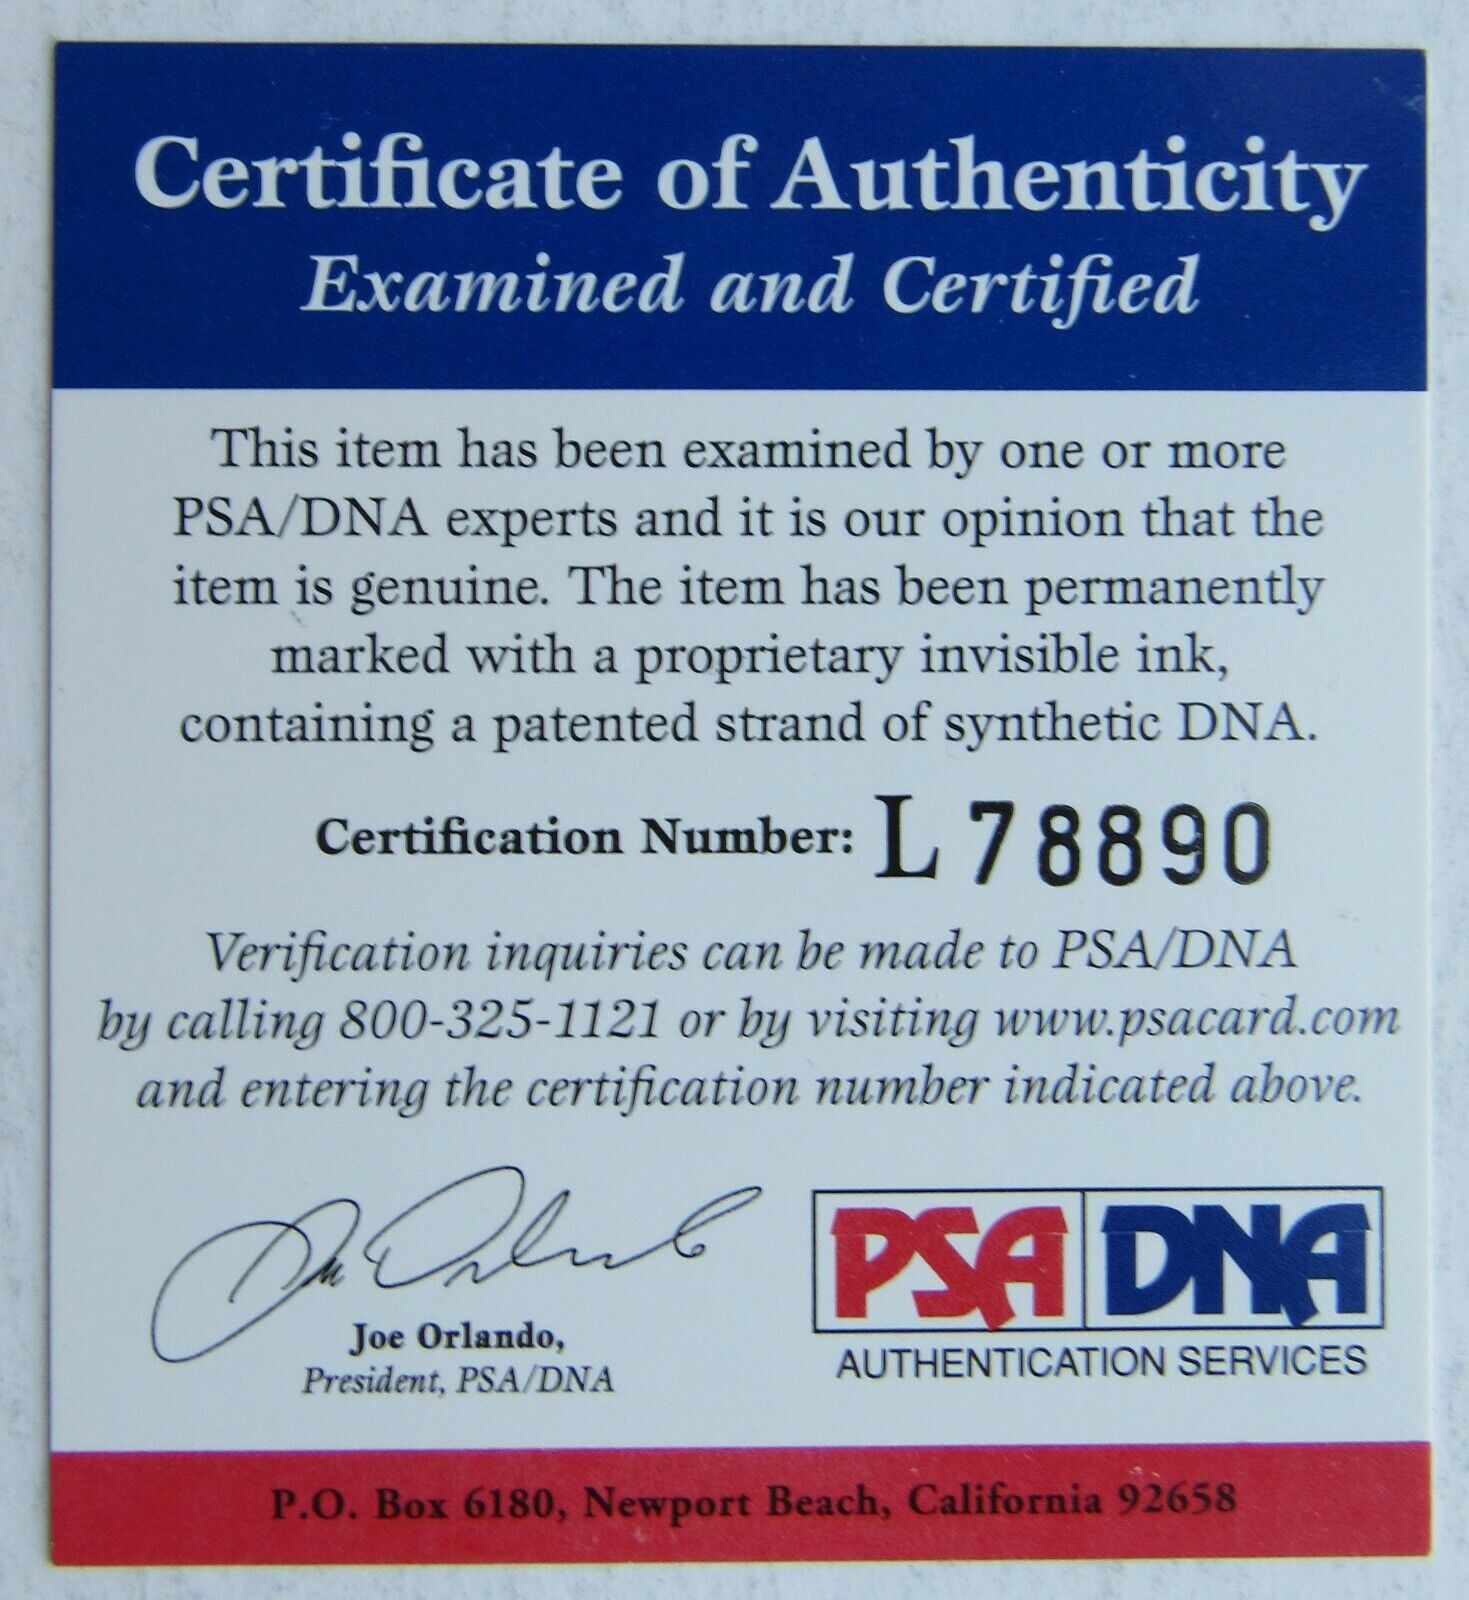 Certificate of Authenticity
Examined and Certified
This item has been examined by one or more
PSA/DNA experts and it is our opinion that the
item is genuine. The item has been permanently
marked with a proprietary invisible ink,
containing a patented strand of synthetic DNA.
Certification Number: L 78890
Verification inquiries can be made to PSA/DNA
by calling 800-325-1121 or by visiting www.psacard.com
and entering the certification number indicated above.
Joe Orlando
Joe Orlando,
President, PSA/DNA
PSA DNA
AUTHENTICATION SERVICES
P.O. Box 6180, Newport Beach, California 92658